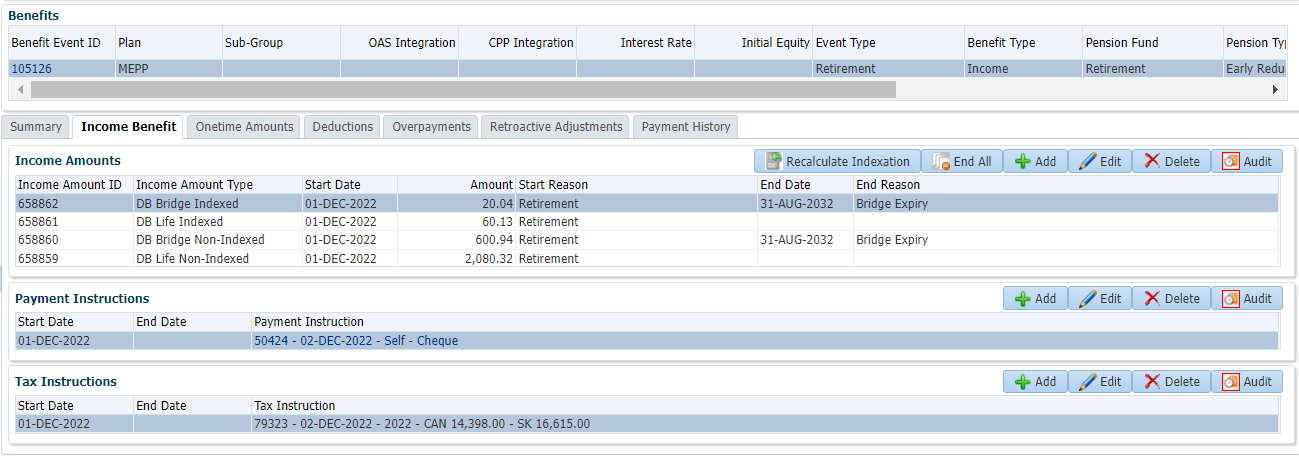 Benefits
Benefit Event ID Plan Sub-Group OAS Integration CPP Integration Interest Rate Initial Equity Event Type Benefit Type Pension Fund Pension Ty
105126 MEPP Retirement Income Retirement Early Redu
Summary Income Benefit Onetime Amounts Deductions Overpayments Retroactive Adjustments Payment History
Income Amounts Recalculate Indexation End All Add Edit Delete Audit
Income Amount ID Income Amount Type Start Date Amount Start Reason End Date End Reason
658862 DB Bridge Indexed 01-DEC-2022 20.04 Retirement 31-AUG-2032 Bridge Expiry
658861 DB Life Indexed 01-DEC-2022 60.13 Retirement
658860 DB Bridge Non-Indexed 01-DEC-2022 600.94 Retirement 31-AUG-2032 Bridge Expiry
658859 DB Life Non-Indexed 01-DEC-2022 2,080.32 Retirement
Payment Instructions Add Edit Delete Audit
Start Date End Date Payment Instruction
01-DEC-2022 50424 - 02-DEC-2022 - Self - Cheque
Tax Instructions Add Edit Delete Audit
Start Date End Date Tax Instruction
01-DEC-2022 79323 - 02-DEC-2022 - 2022 - CAN 14,398.00 - SK 16,615.00